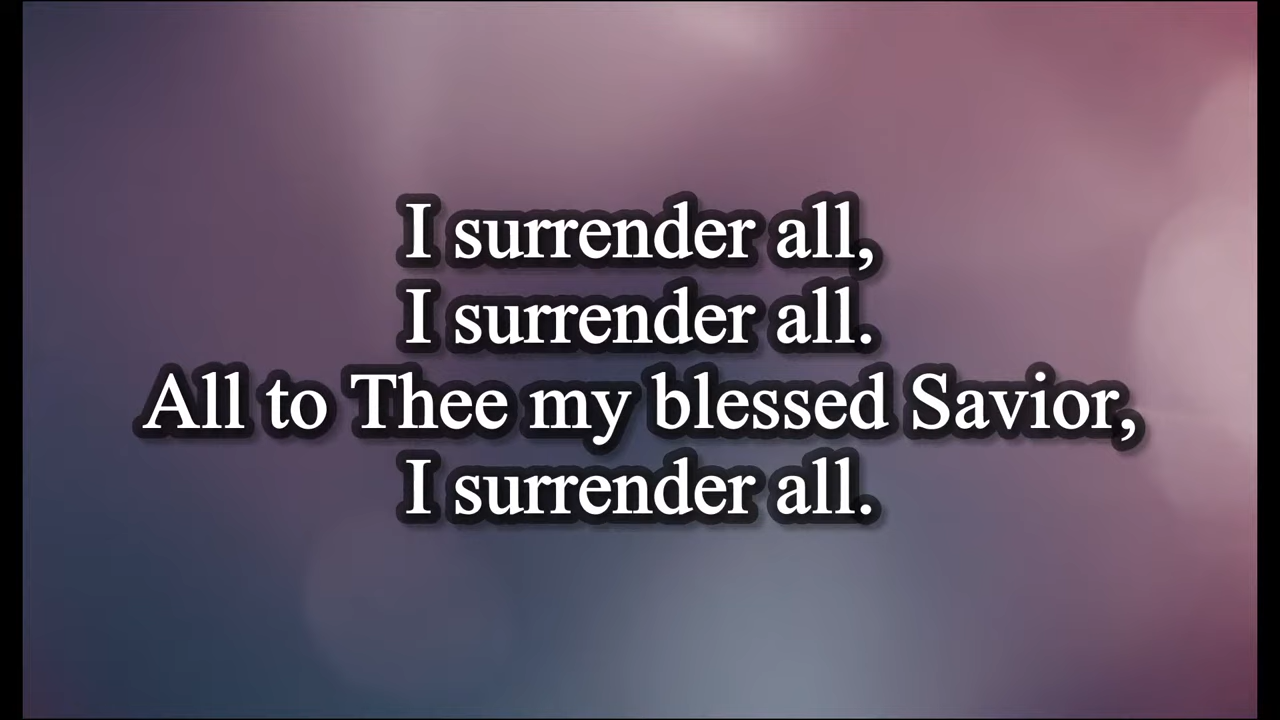 I surrender all,
I surrender all.
All to Thee my blessed Savior,
I surrender all.